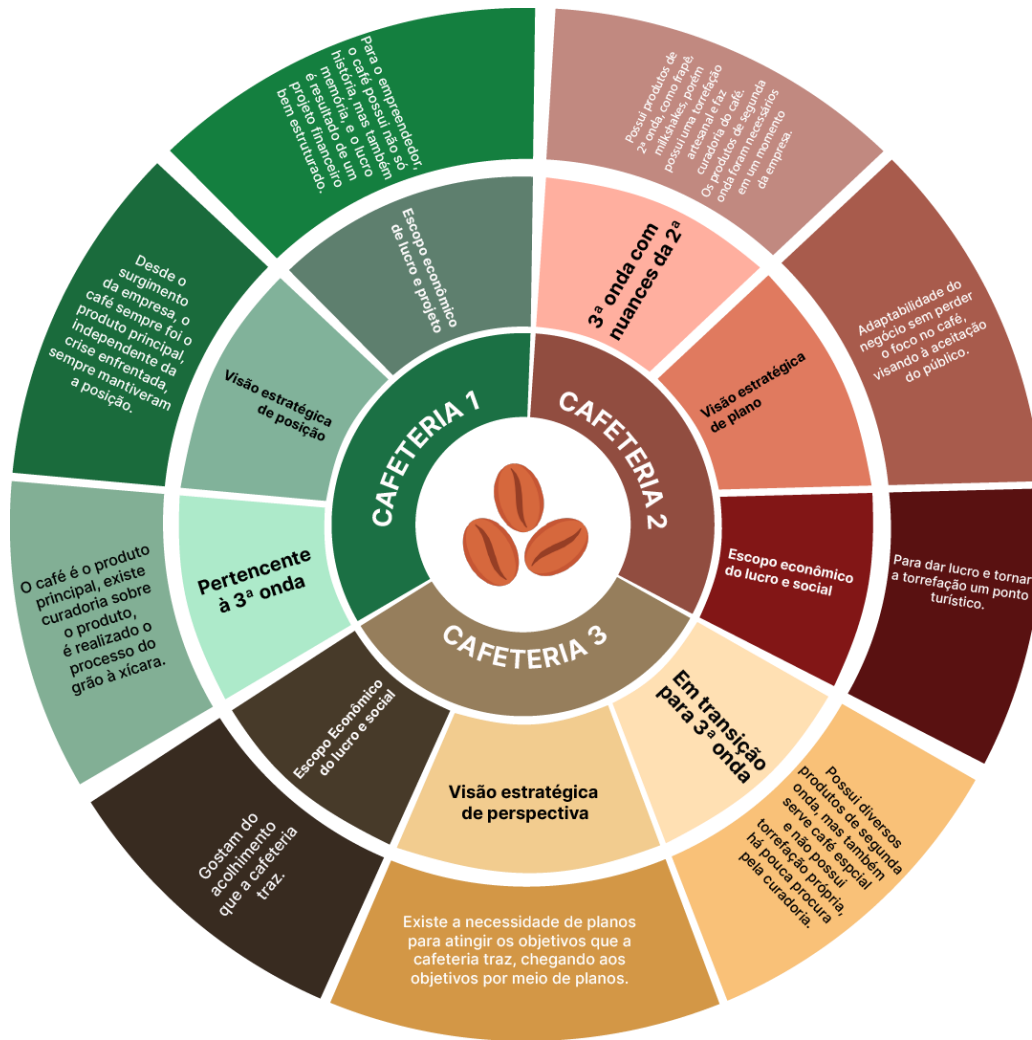 CAFETERIA 1
Escopo econômico
de lucro e projeto
Para o empreendedor,
o café possui não só
história, mas também
memória, e o lucro
é resultado de um
projeto financeiro
bem estruturado.
Visão estratégica
de posição
Desde o
surgimento
da empresa, o
café sempre foi o
produto principal,
independente da
crise enfrentada,
sempre mantiveram
a posição.
Pertencente
à 3ª onda
O café é o produto
principal, existe
curadoria sobre
o produto,
é realizado o
processo do
grão à xícara.
CAFETERIA 2
3ª onda com
nuances da 2ª
Possui produtos de
2ª onda, como frapê,
milkshakes, porém
possui uma torrefação
artesanal e faz
curadoria do café.
Os produtos de segunda
onda foram necessários
em um momento
da empresa.
Visão estratégica
de plano
Adaptabilidade do
negócio sem perder
o foco no café,
visando à aceitação
do público.
Escopo econômico
do lucro e social
Para dar lucro e tornar
a torrefação um ponto
turístico.
CAFETERIA 3
Em transição
para 3ª onda
Possui diversos
produtos de segunda
onda, mas também
serve café espcial
e não possui
torrefação própria,
há pouca procura
pela curadoria.
Visão estratégica
de perspectiva
Existe a necessidade de planos
para atingir os objetivos que a
cafeteria traz, chegando aos
objetivos por meio de planos.
Escopo Econômico
do lucro e social
Gostam do
acolhimento
que a cafeteria
traz.